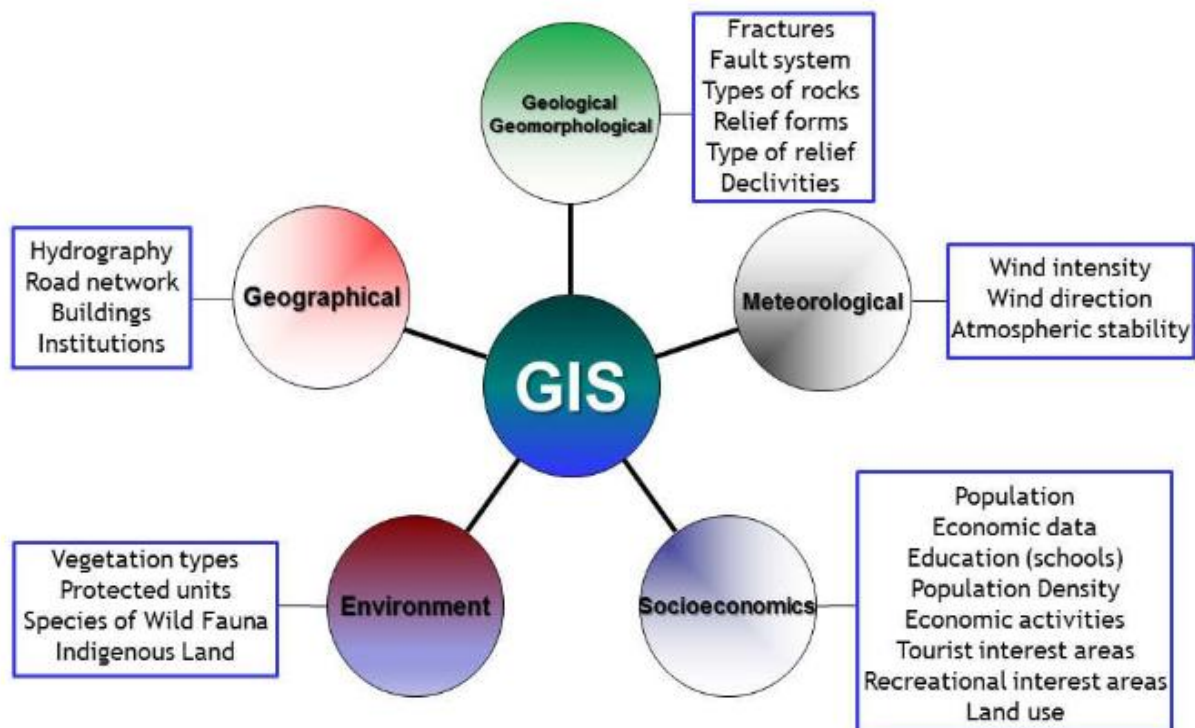 Geological
Geomorphological
Fractures
Fault system
Types of rocks
Relief forms
Type of relief
Declivities
Hydrography
Road network
Buildings
Institutions
Geographical
Meteorological
Wind intensity
Wind direction
Atmospheric stability
GIS
Vegetation types
Protected units
Species of Wild Fauna
Indigenous Land
Environment
Socioeconomics
Population
Economic data
Education (schools)
Population Density
Economic activities
Tourist interest areas
Recreational interest areas
Land use